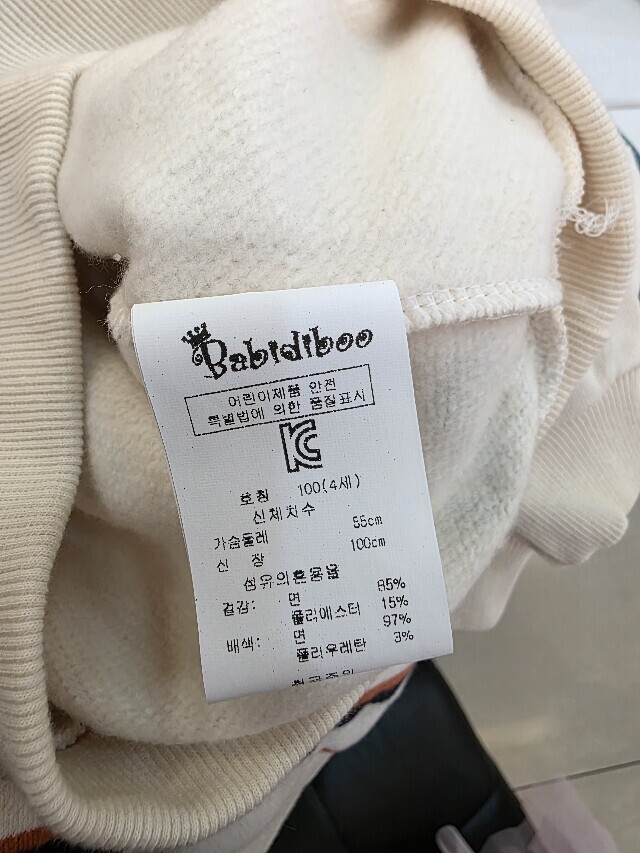 Babidiboo
어린이제품 안전
특별법에 의한 품질표시
호칭 100(4세)
신체치수
가슴둘레 55cm
신 장 100cm
섬유의혼용율
겉감: 면 85%
폴리에스터 15%
배색: 면 97%
폴리우레탄 3%